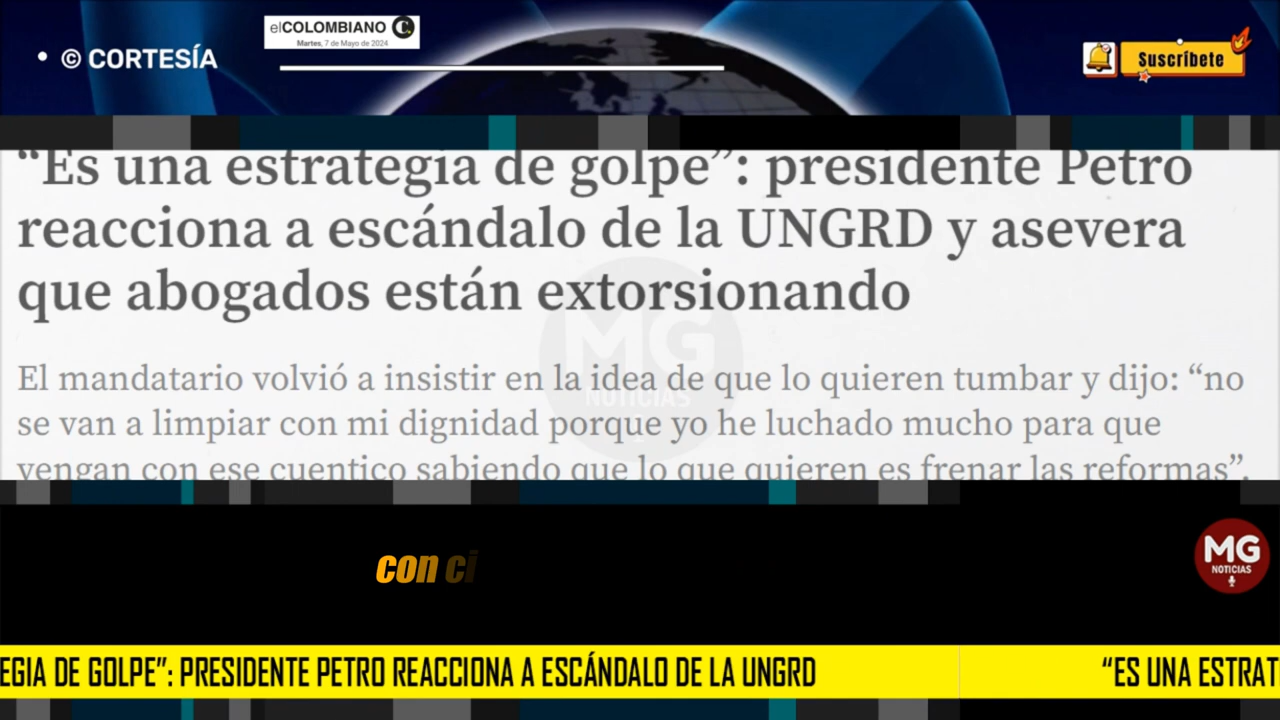 elCOLOMBIANO C
Martes, 7 de Mayo de 2024
• © CORTESÍA
Suscríbete
“Es una estrategia de golpe”: presidente Petro
reacciona a escándalo de la UNGRD y asevera
que abogados están extorsionando
El mandatario volvió a insistir en la idea de que lo quieren tumbar y dijo: “no
se van a limpiar con mi dignidad porque yo he luchado mucho para que
vengan con ese cuentico sabiendo que lo que quieren es frenar las reformas”.
MG
NOTICIAS
con ci
MG
NOTICIAS
EGIA DE GOLPE”: PRESIDENTE PETRO REACCIONA A ESCÁNDALO DE LA UNGRD “ES UNA ESTRAT